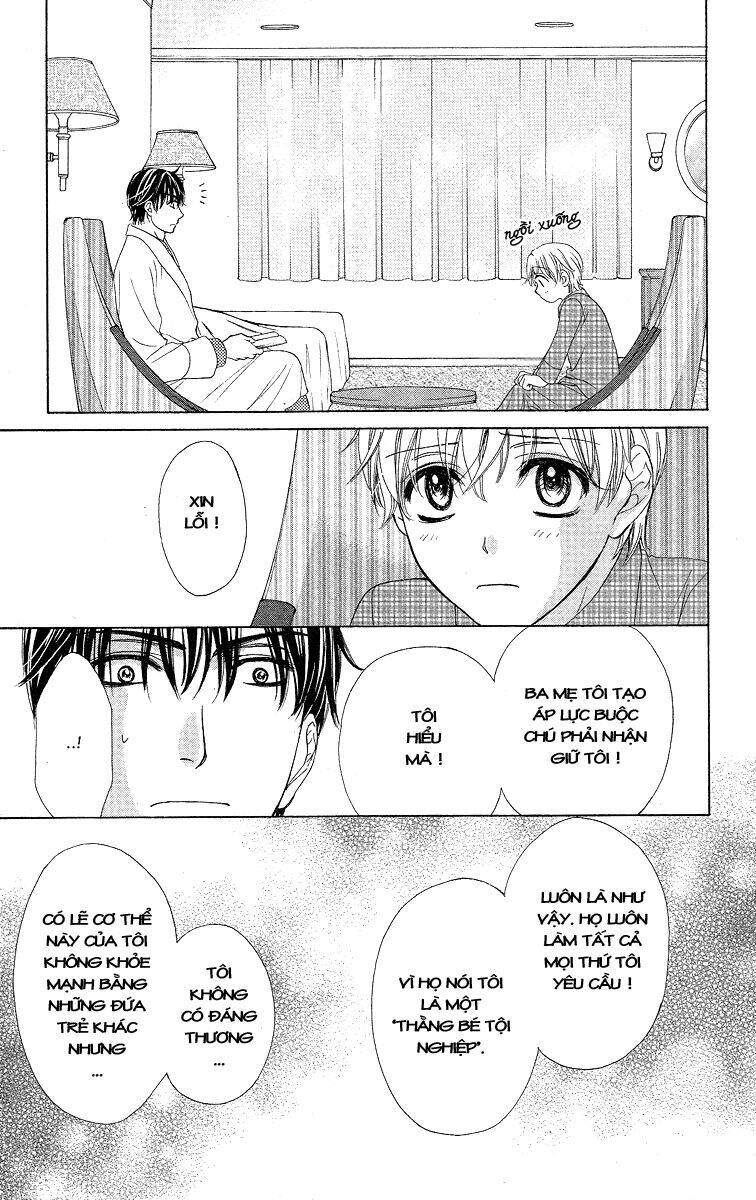 ngồi xuống
XIN
LỖI !
BA MẸ TÔI TẠO
ÁP LỰC BUỘC
CHÚ PHẢI NHẬN
GIỮ TÔI !
TÔI
HIỂU
MÀ !
..!
LUÔN LÀ NHƯ
VẬY. HỌ LUÔN
LÀM TẤT CẢ
MỌI THỨ TÔI
YÊU CẦU !
VÌ HỌ NÓI TÔI
LÀ MỘT
"THẰNG BÉ TỘI
NGHIỆP".
TÔI
KHÔNG
CÓ ĐÁNG
THƯƠNG
...
CÓ LẼ CƠ THỂ
NÀY CỦA TÔI
KHÔNG KHỎE
MẠNH BẰNG
NHỮNG ĐỨA
TRẺ KHÁC
NHƯNG
...